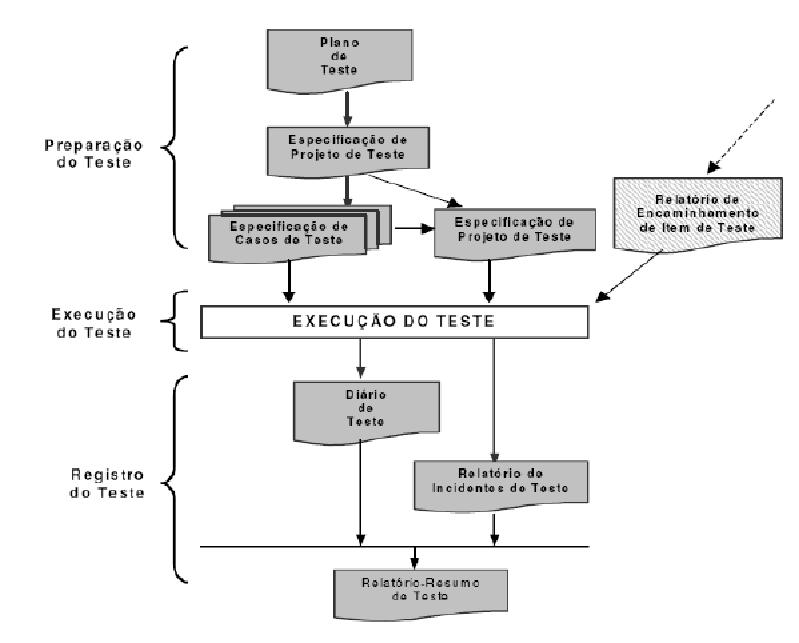 Plano
de
Teste
Preparação
do Teste
Especificação de
Projeto de Teste
Especificação de
Casos de Teste
Especificação de
Projeto de Teste
Relatório de
Encaminhamento
de Item de Teste
Execução
do Teste
EXECUÇÃO DO TESTE
Registro
do Teste
Diário
de
Teste
Relatório de
Incidentes de Teste
Relatório-Resumo
de Teste